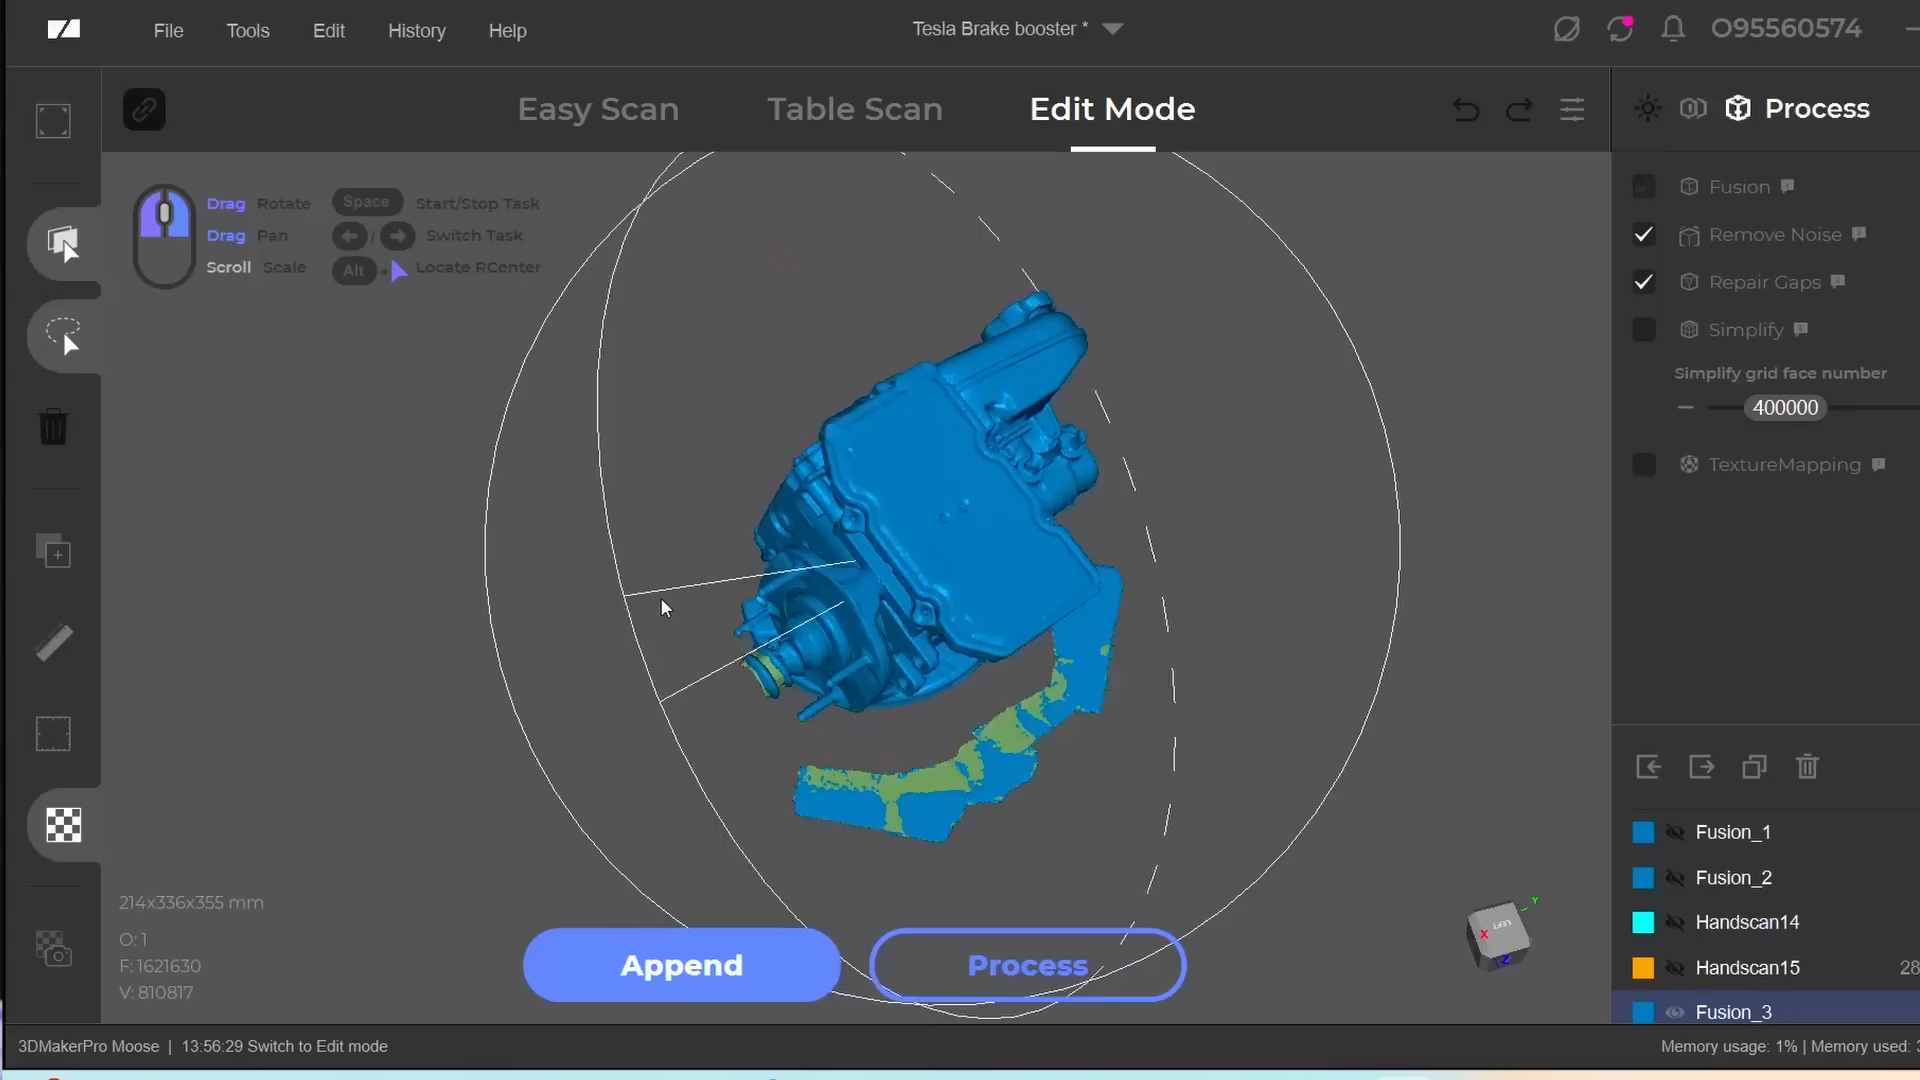 File Tools Edit History Help
Tesla Brake booster *
O95560574
Easy Scan Table Scan Edit Mode
Process
Drag Rotate Space Start/Stop Task
Drag Pan / Switch Task
Scroll Scale Alt + Locate RCenter
Fusion
Remove Noise
Repair Gaps
Simplify
Simplify grid face number
400000
TextureMapping
LEFT
X
Y
Z
214x336x355 mm
O: 1
F: 1621630
V: 810817
Append Process
Fusion_1
Fusion_2
Handscan14
Handscan15 28
Fusion_3
3DMakerPro Moose | 13:56:29 Switch to Edit mode
Memory usage: 1% | Memory used: